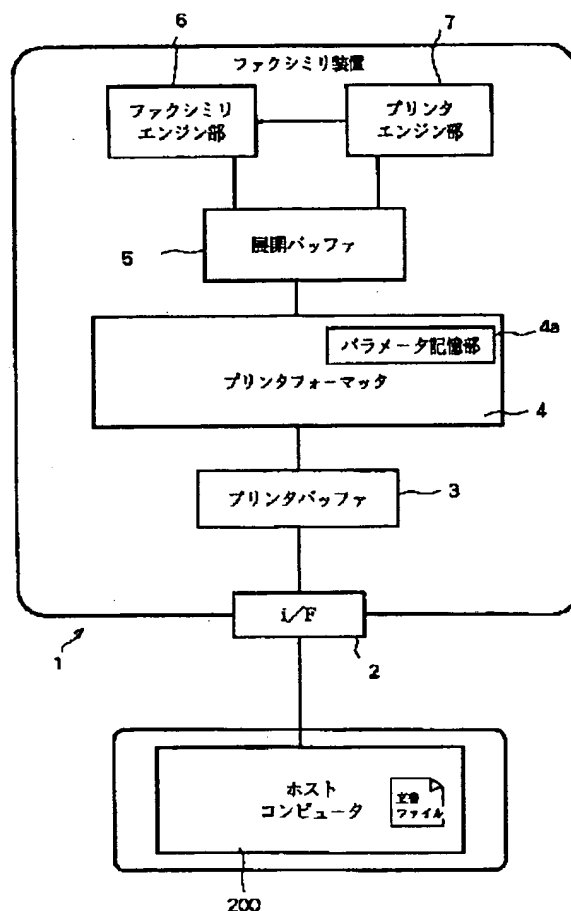 6
7
ファクシミリ装置
ファクシミリ
エンジン部
プリンタ
エンジン部
展開バッファ
5
4a
パラメータ記憶部
プリンタフォーマッタ
4
プリンタバッファ
3
i/F
1
2
ホスト
コンピュータ
文書
ファイル
200